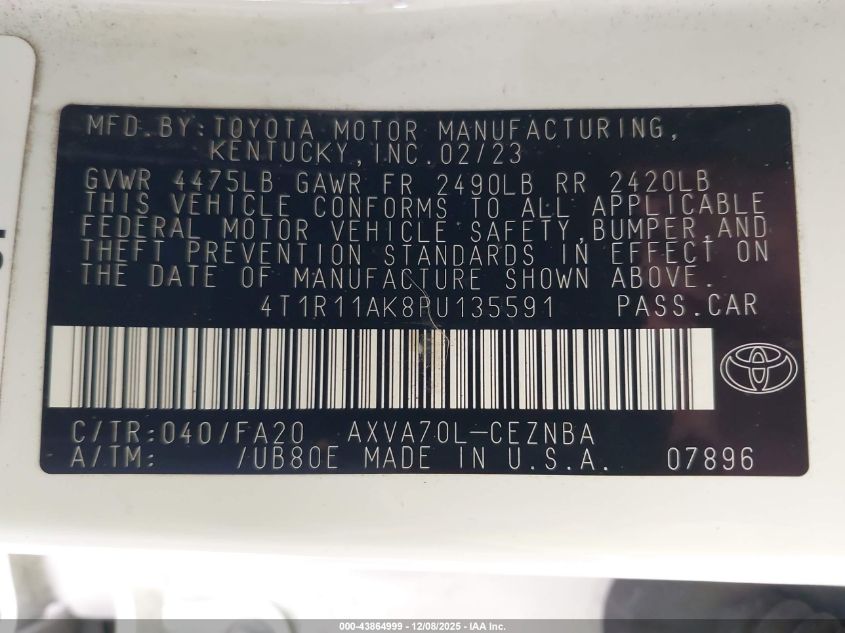 MFD.BY:TOYOTA MOTOR MANUFACTURING,
KENTUCKY,INC.02/23
GVWR 4475LB GAWR FR 2490LB RR 2420LB
THIS VEHICLE CONFORMS TO ALL APPLICABLE
FEDERAL MOTOR VEHICLE SAFETY,BUMPER,AND
THEFT PREVENTION STANDARDS IN EFFECT ON
THE DATE OF MANUFACTURE SHOWN ABOVE.
4T1R11AK8PU135591 PASS.CAR
C/TR:040/FA20 AXVA70L-CEZNBA
A/TM: /UB80E MADE IN U.S.A. 07896
000-43864999 - 12/08/2025 - IAA Inc.